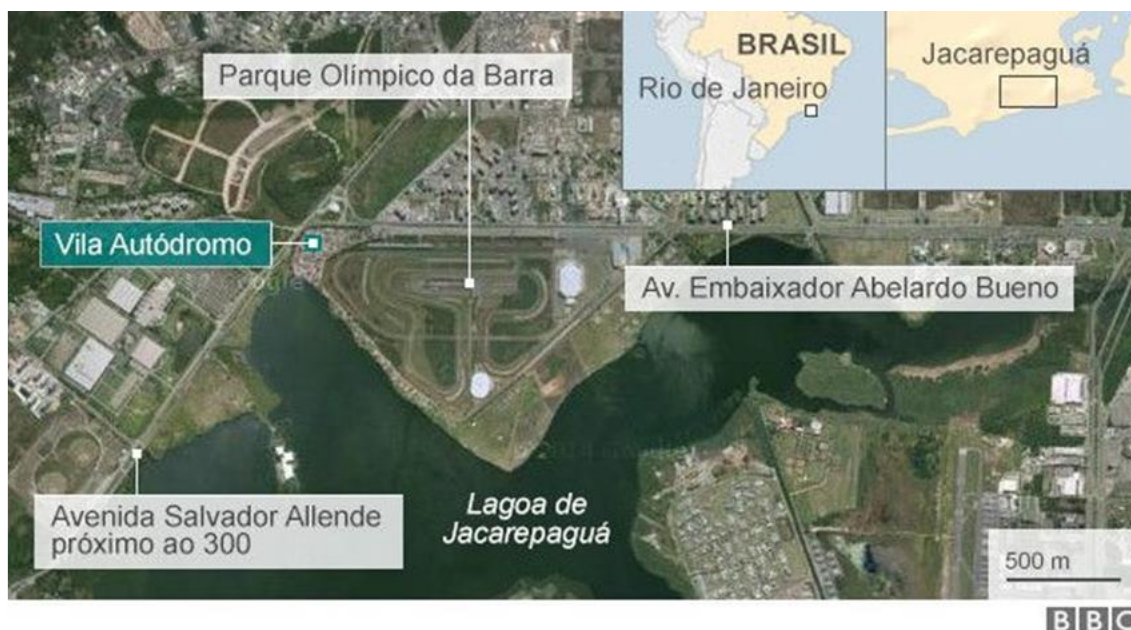 BRASIL
Rio de Janeiro
Jacarepaguá
Parque Olímpico da Barra
Vila Autódromo
Av. Embaixador Abelardo Bueno
Avenida Salvador Allende
próximo ao 300
Lagoa de
Jacarepaguá
500 m
BBC